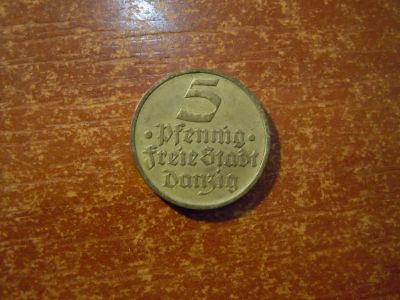 5
· Pfennig ·
Freie Stadt
Danzig